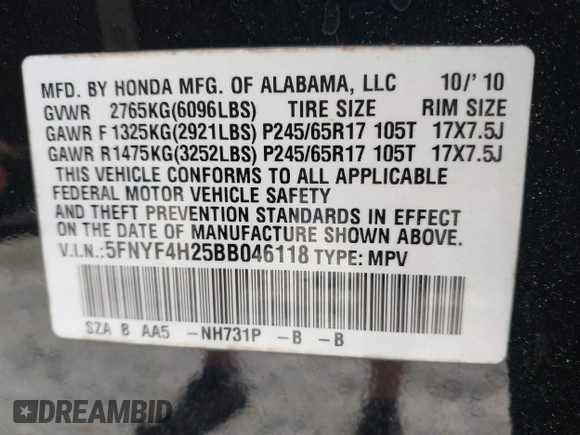 MFD. BY HONDA MFG. OF ALABAMA, LLC 10/'10
GVWR 2765KG(6096LBS) TIRE SIZE RIM SIZE
GAWR F 1325KG(2921LBS) P245/65R17 105T 17X7.5J
GAWR R 1475KG(3252LBS) P245/65R17 105T 17X7.5J
THIS VEHICLE CONFORMS TO ALL APPLICABLE
FEDERAL MOTOR VEHICLE SAFETY
AND THEFT PREVENTION STANDARDS IN EFFECT
ON THE DATE OF MANUFACTURE SHOWN ABOVE.
V.I.N.: 5FNYF4H25BB046118 TYPE: MPV
SZA B AA5 -NH731P -B -B
DREAMBID